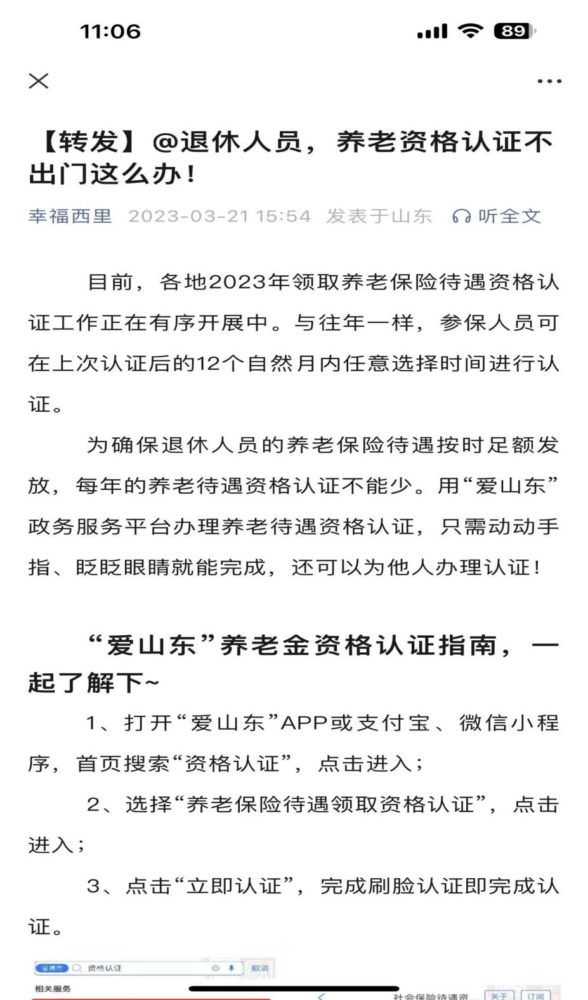 11:06
89
【转发】@退休人员，养老资格认证不
出门这么办！
幸福西里 2023-03-21 15:54 发表于山东 听全文
目前，各地2023年领取养老保险待遇资格认
证工作正在有序开展中。与往年一样，参保人员可
在上次认证后的12个自然月内任意选择时间进行认
证。
为确保退休人员的养老保险待遇按时足额发
放，每年的养老待遇资格认证不能少。用“爱山东”
政务服务平台办理养老待遇资格认证，只需动动手
指、眨眨眼睛就能完成，还可以为他人办理认证！
“爱山东”养老金资格认证指南，一
起了解下~
1、打开“爱山东”APP或支付宝、微信小程
序，首页搜索“资格认证”，点击进入；
2、选择“养老保险待遇领取资格认证”，点击
进入；
3、点击“立即认证”，完成刷脸认证即完成认
证。
淄博市 资格认证 取消
相关服务
社会保险待遇资... 关于 订阅